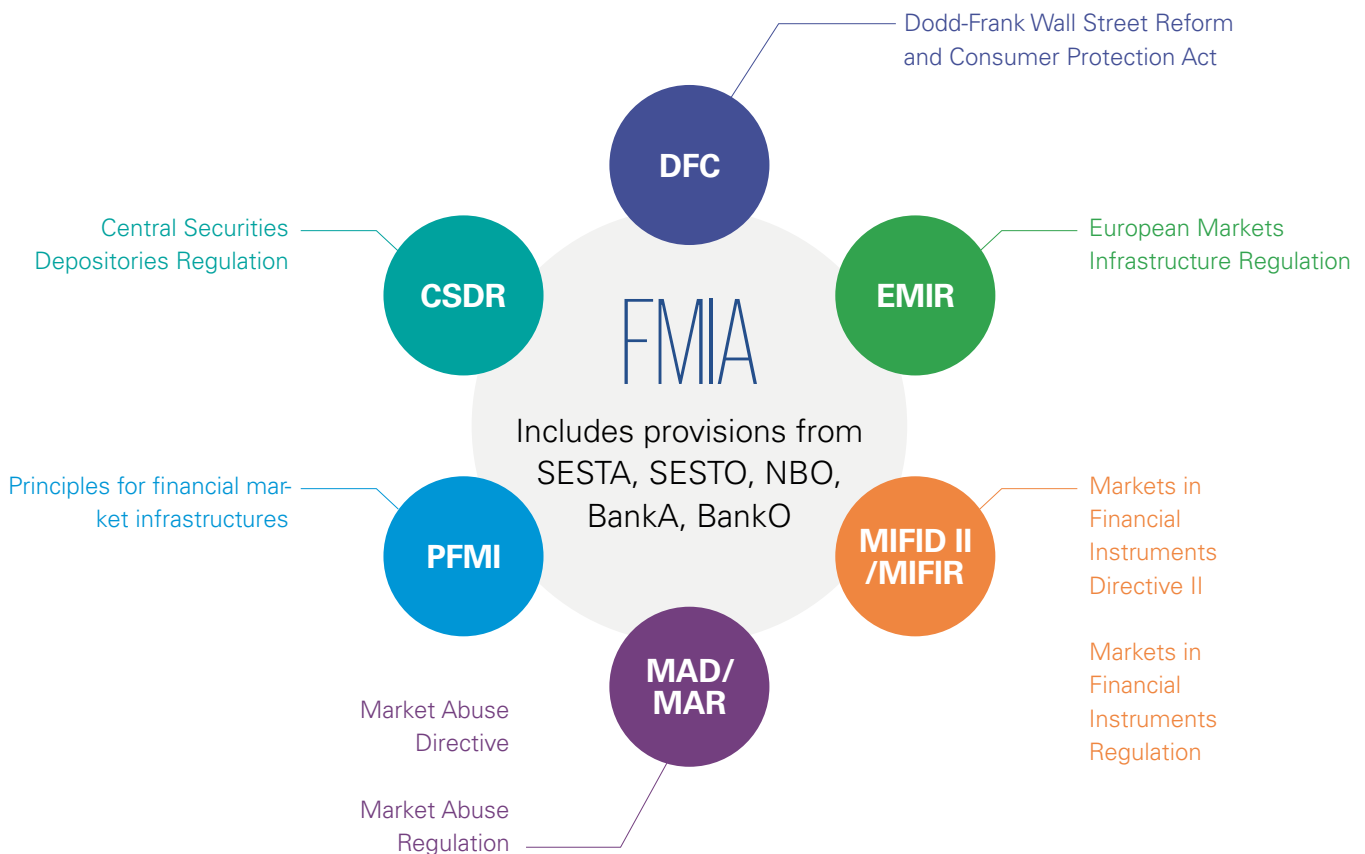 Dodd-Frank Wall Street Reform
and Consumer Protection Act
DFC
Central Securities
Depositories Regulation
CSDR
European Markets
Infrastructure Regulation
EMIR
FMIA
Includes provisions from
SESTA, SESTO, NBO,
BankA, BankO
Principles for financial mar-
ket infrastructures
PFMI
MIFID II
/MIFIR
Markets in
Financial
Instruments
Directive II
Markets in
Financial
Instruments
Regulation
MAD/
MAR
Market Abuse
Directive
Market Abuse
Regulation